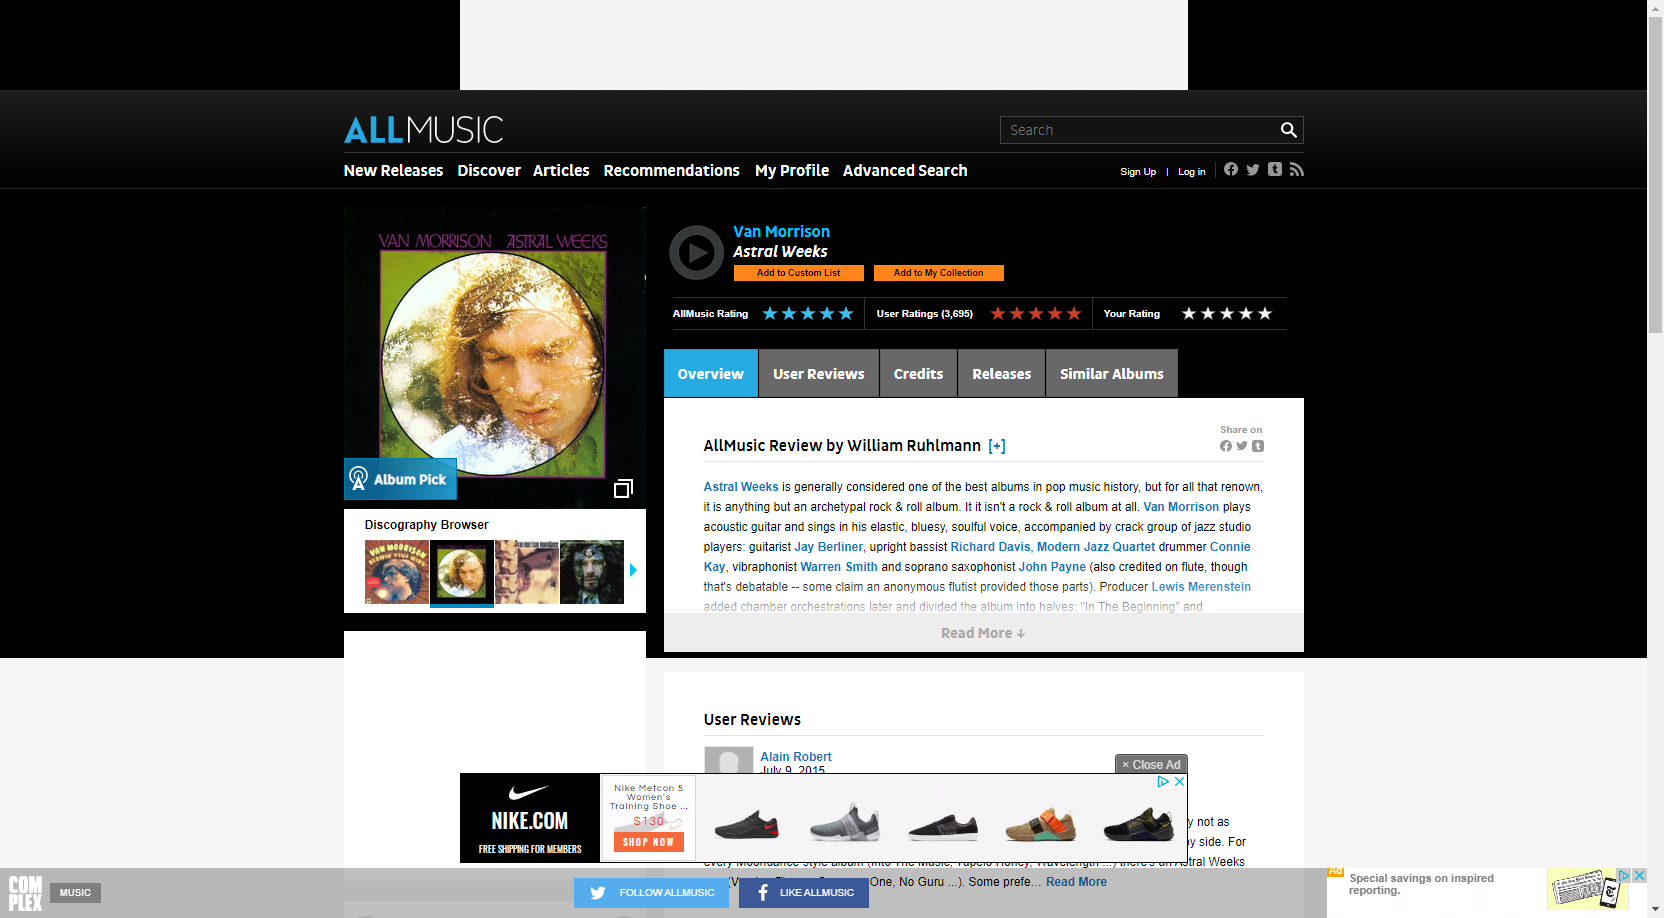 ALLMUSIC
Search
New Releases Discover Articles Recommendations My Profile Advanced Search
Sign Up | Log in
VAN MORRISON ASTRAL WEEKS
Album Pick
Van Morrison
Astral Weeks
Add to Custom List Add to My Collection
AllMusic Rating User Ratings (3,695) Your Rating
Overview User Reviews Credits Releases Similar Albums
Share on
AllMusic Review by William Ruhlmann [+]
Astral Weeks is generally considered one of the best albums in pop music history, but for all that renown,
it is anything but an archetypal rock & roll album. It it isn't a rock & roll album at all. Van Morrison plays
acoustic guitar and sings in his elastic, bluesy, soulful voice, accompanied by crack group of jazz studio
players: guitarist Jay Berliner, upright bassist Richard Davis, Modern Jazz Quartet drummer Connie
Kay, vibraphonist Warren Smith and soprano saxophonist John Payne (also credited on flute, though
that's debatable -- some claim an anonymous flutist provided those parts). Producer Lewis Merenstein
added chamber orchestrations later and divided the album into halves: "In The Beginning" and
Read More ↓
Discography Browser
VAN MORRISON
User Reviews
Alain Robert
July 9, 2015
× Close Ad
NIKE.COM
FREE SHIPPING FOR MEMBERS
Nike Metcon 5
Women's
Training Shoe ...
$130
SHOP NOW
y not as
by side. For
every Moondance-style album (Into The Music, Tupelo Honey, Wavelength ...) there's an Astral Weeks
One, No Guru ...). Some prefe... Read More
COMPLEX
MUSIC
FOLLOW ALLMUSIC
LIKE ALLMUSIC
Ad
Special savings on inspired
reporting.